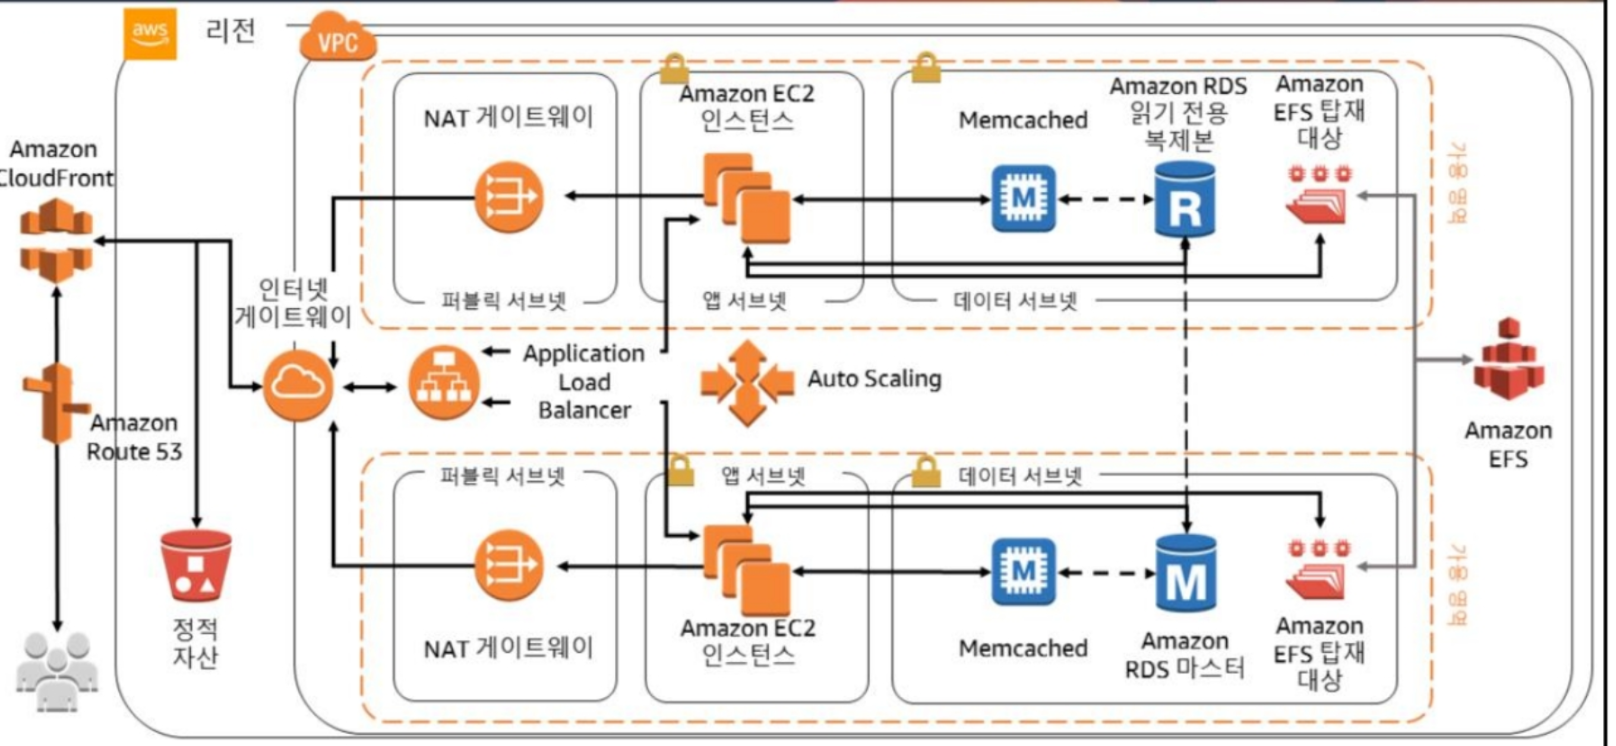 aws
리전
VPC
NAT 게이트웨이
Amazon EC2
인스턴스
Memcached
Amazon RDS
읽기 전용
복제본
Amazon
EFS 탑재
대상
M
R
가용 영역
퍼블릭 서브넷
앱 서브넷
데이터 서브넷
Amazon
CloudFront
인터넷
게이트웨이
Application
Load
Balancer
Auto Scaling
Amazon
Route 53
Amazon
EFS
정적
자산
퍼블릭 서브넷
앱 서브넷
데이터 서브넷
M
M
가용 영역
NAT 게이트웨이
Amazon EC2
인스턴스
Memcached
Amazon
RDS 마스터
Amazon
EFS 탑재
대상